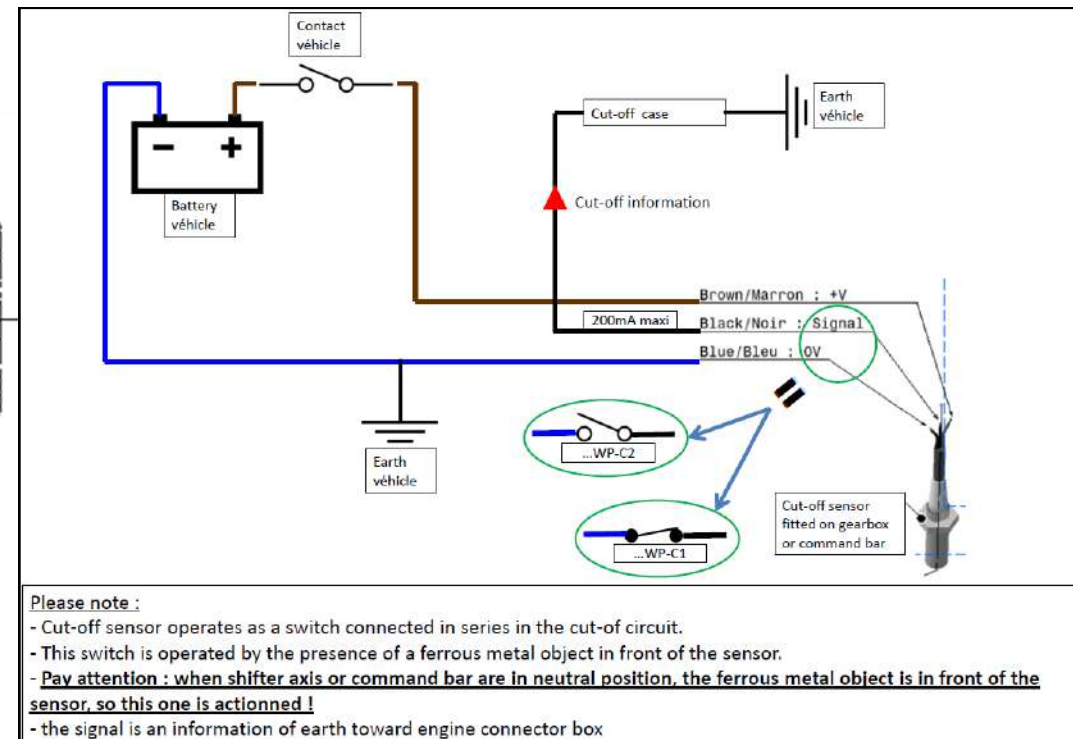 Contact
véhicule
Cut-off case
Earth
véhicule
Battery
véhicule
Cut-off information
Brown/Marron : +V
200mA maxi
Black/Noir : Signal
Blue/Bleu : 0V
...WP-C2
Earth
véhicle
Cut-off sensor
fitted on gearbox
or command bar
...WP-C1
Please note :
- Cut-off sensor operates as a switch connected in series in the cut-of circuit.
- This switch is operated by the presence of a ferrous metal object in front of the sensor.
- Pay attention : when shifter axis or command bar are in neutral position, the ferrous metal object is in front of the
sensor, so this one is actionned !
- the signal is an information of earth toward engine connector box